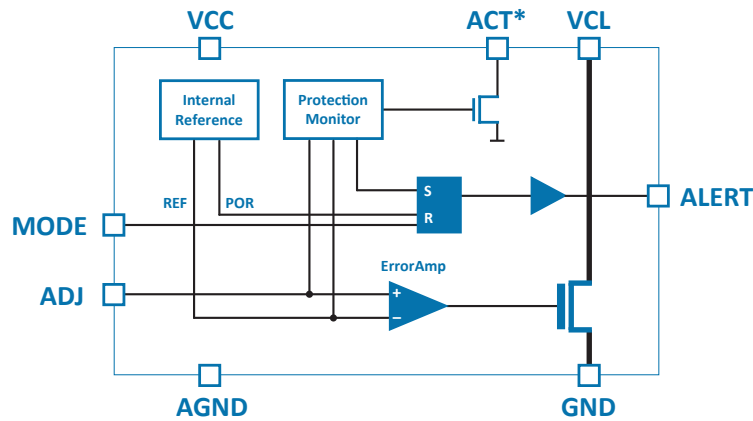 VCC
ACT*
VCL
Internal
Reference
Protection
Monitor
REF
POR
S
R
ALERT
MODE
ErrorAmp
ADJ
+
−
AGND
GND